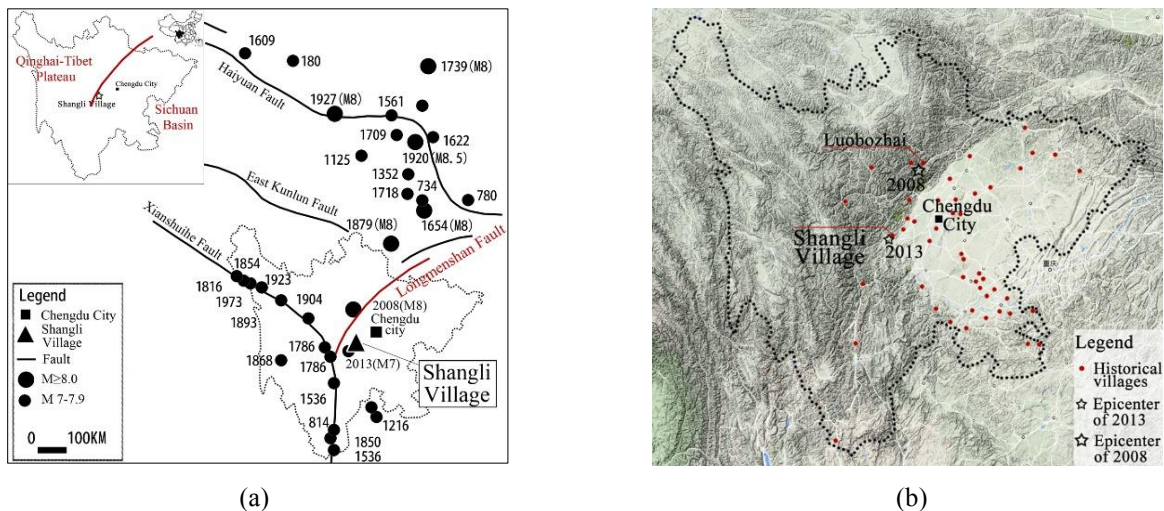 Qinghai-Tibet
Plateau
Chengdu City
Shangli Village
Sichuan
Basin
1609
180
1739(M8)
Haiyuan Fault
1927(M8)
1561
1709
1622
1920(M8.5)
1125
1352
1718
734
780
1654(M8)
East Kunlun Fault
1879(M8)
Xianshuihe Fault
Longmenshan Fault
1854
1816
1923
1973
1893
1904
2008(M8)
Chengdu
city
1786
1868
1786
2013(M7)
Shangli
Village
1536
814
1216
1850
1536
Legend
Chengdu City
Shangli
Village
Fault
M≥8.0
M 7-7.9
0 100KM
(a)
Luobozhai
2008
Chengdu
City
Shangli
Village
2013
重庆
Legend
Historical
villages
Epicenter
of 2013
Epicenter
of 2008
(b)